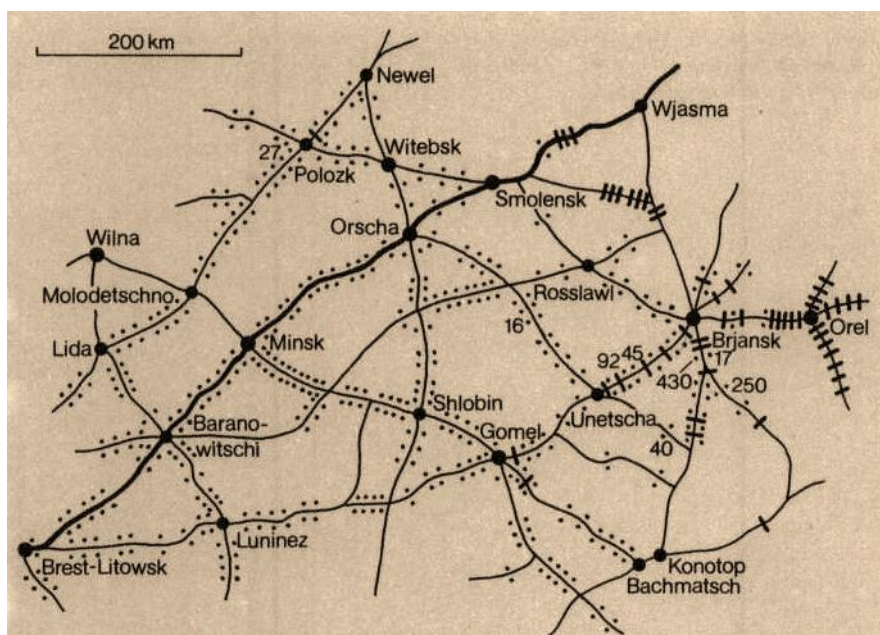 200 km
Newel
Wjasma
Witebsk
27
Polozk
Smolensk
Orscha
Wilna
Molodetschno
Rosslawl
Minsk
16
Brjansk
Orel
Lida
92
45
17
430
250
Shlobin
Unetscha
Barano-
witschi
Gomel
40
Luninez
Brest-Litowsk
Konotop
Bachmatsch